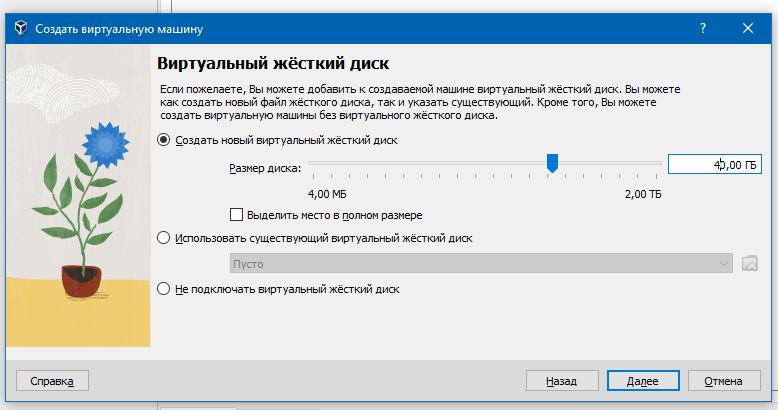 Создать виртуальную машину
Виртуальный жёсткий диск
Если пожелаете, Вы можете добавить к создаваемой машине виртуальный жёсткий диск. Вы можете
как создать новый файл жёсткого диска, так и указать существующий. Кроме того, Вы можете
создать виртуальную машины без виртуального жёсткого диска.
Создать новый виртуальный жёсткий диск
Размер диска:
40,00 ГБ
4,00 МБ
2,00 ТБ
Выделить место в полном размере
Использовать существующий виртуальный жёсткий диск
Пусто
Не подключать виртуальный жёсткий диск
Справка
Назад
Далее
Отмена